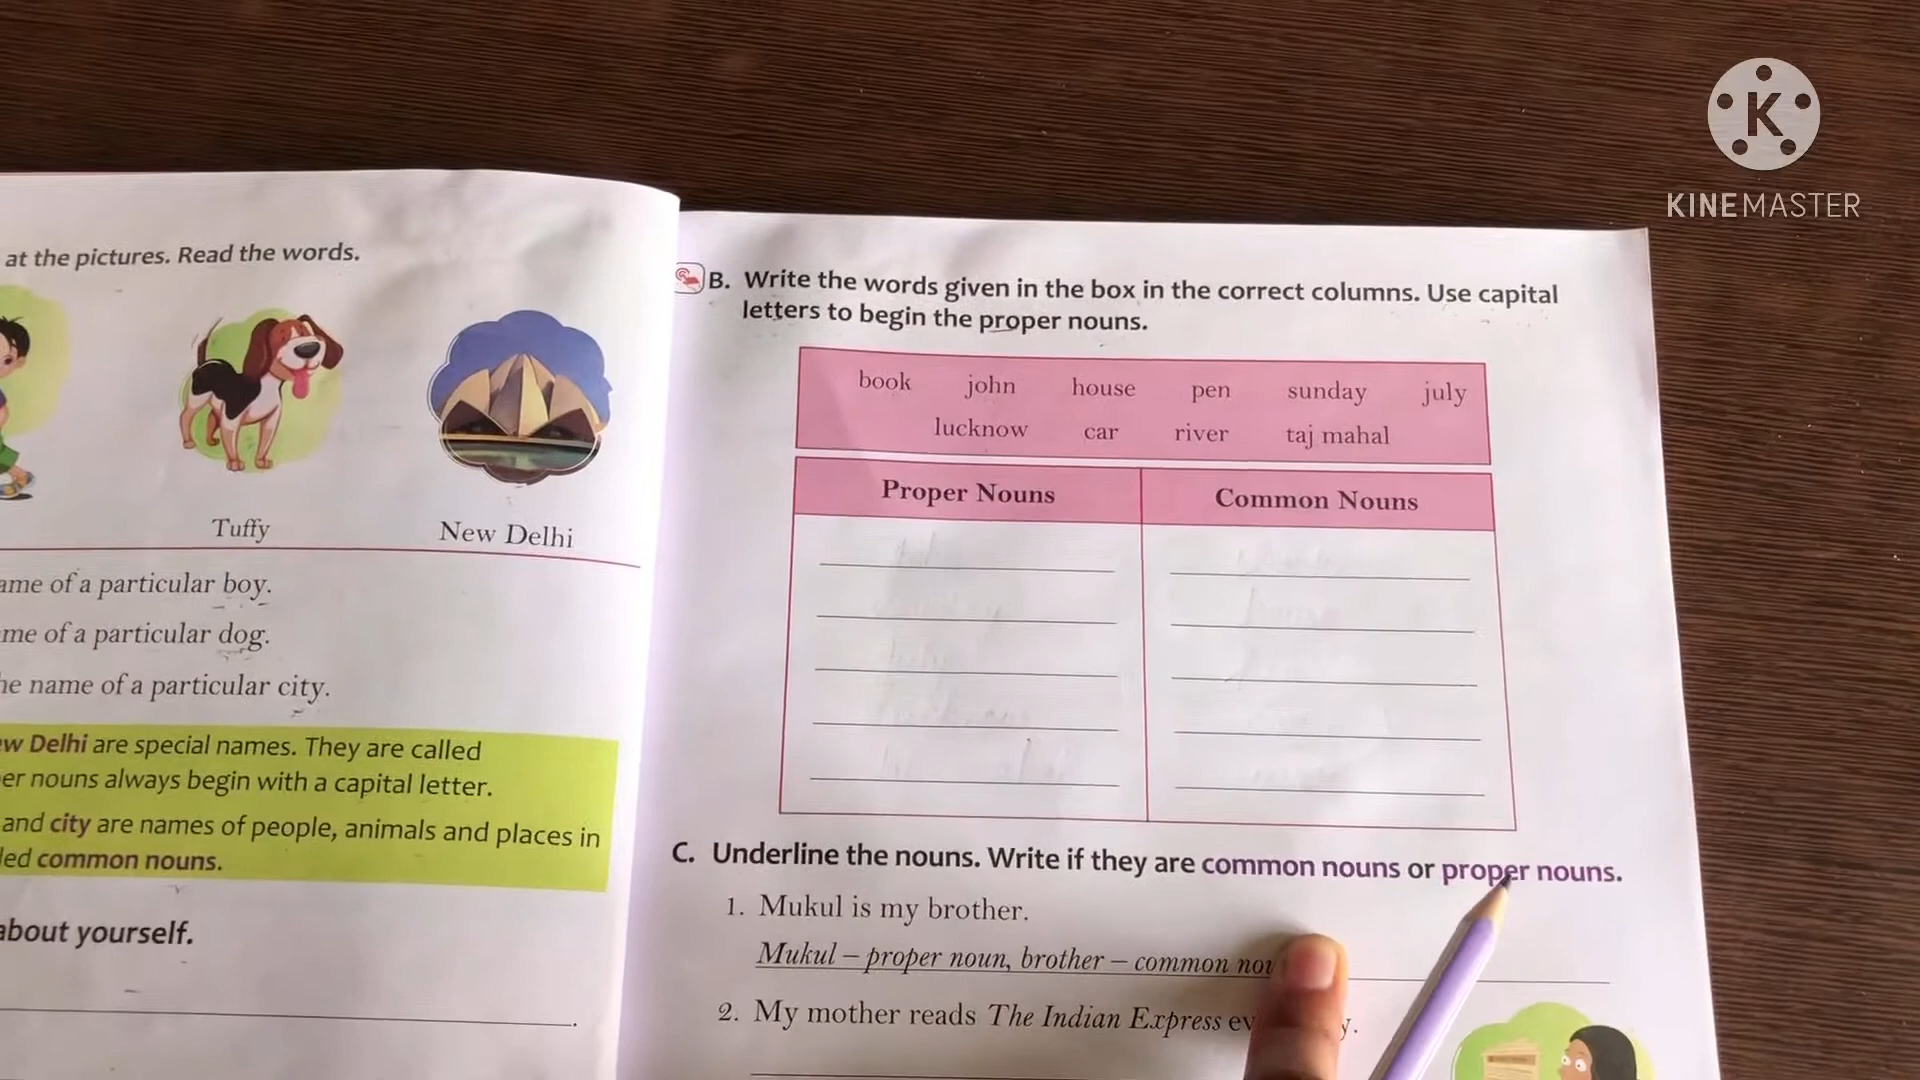 at the pictures. Read the words.
Tuffy
New Delhi
ame of a particular boy.
me of a particular dog.
he name of a particular city.
ew Delhi are special names. They are called
er nouns always begin with a capital letter.
and city are names of people, animals and places in
led common nouns.
about yourself.
B. Write the words given in the box in the correct columns. Use capital
letters to begin the proper nouns.
book john house pen sunday july
lucknow car river taj mahal
Proper Nouns Common Nouns
C. Underline the nouns. Write if they are common nouns or proper nouns.
1. Mukul is my brother.
Mukul – proper noun, brother – common nou
2. My mother reads The Indian Express ev y.
K
KINEMASTER